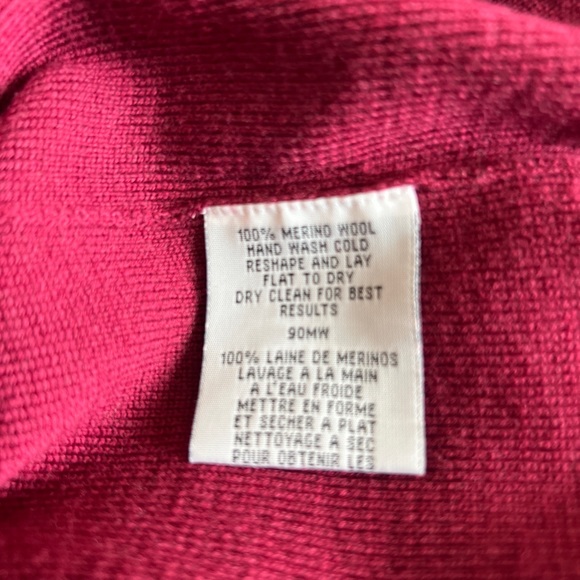 100% MERINO WOOL
HAND WASH COLD
RESHAPE AND LAY
FLAT TO DRY
DRY CLEAN FOR BEST
RESULTS
90MW
100% LAINE DE MERINOS
LAVAGE A LA MAIN
A L'EAU FROIDE
METTRE EN FORME
ET SECHER A PLAT
NETTOYAGE A SEC
POUR OBTENIR LES